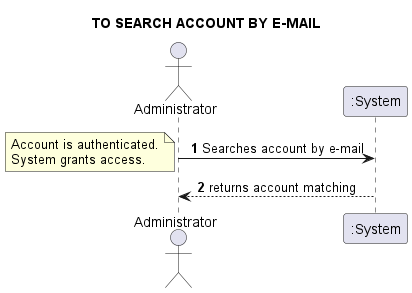 TO SEARCH ACCOUNT BY E-MAIL
Administrator
:System
Account is authenticated.
System grants access.
1 Searches account by e-mail
2 returns account matching
Administrator
:System